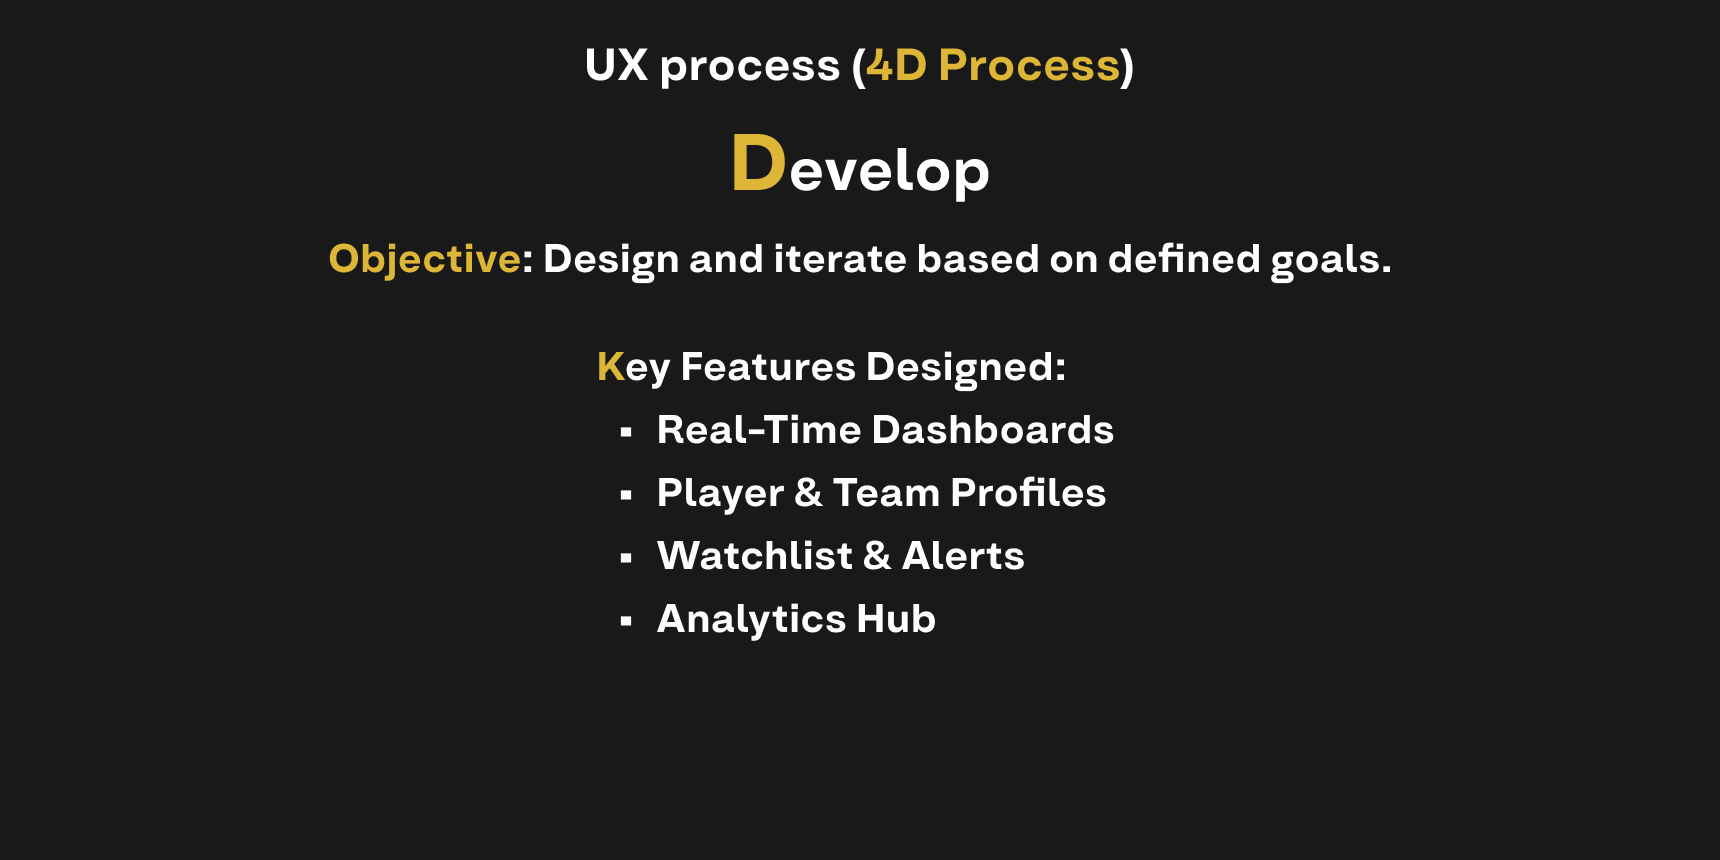 UX process (4D Process)
Develop
Objective: Design and iterate based on defined goals.
Key Features Designed:
▪ Real-Time Dashboards
▪ Player & Team Profiles
▪ Watchlist & Alerts
▪ Analytics Hub